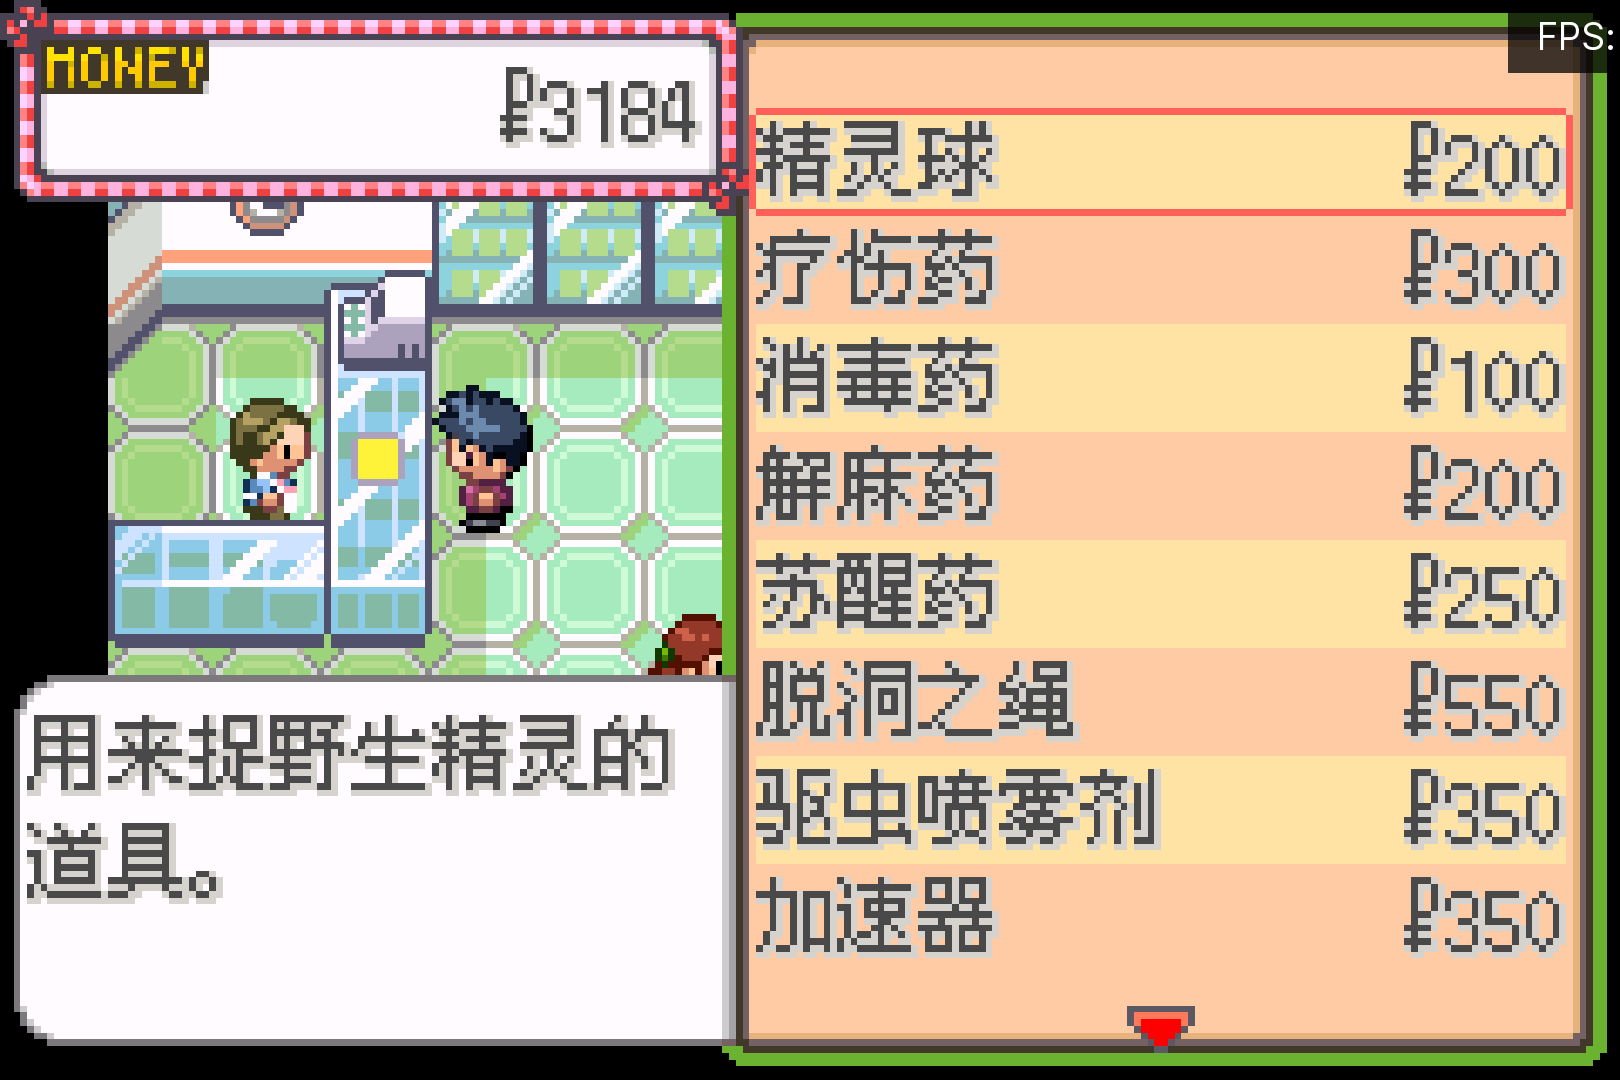 MONEY
₽3184
FPS:
精灵球 ₽200
疗伤药 ₽300
消毒药 ₽100
解麻药 ₽200
苏醒药 ₽250
脱洞之绳 ₽550
驱虫喷雾剂 ₽350
加速器 ₽350
用来捉野生精灵的
道具。